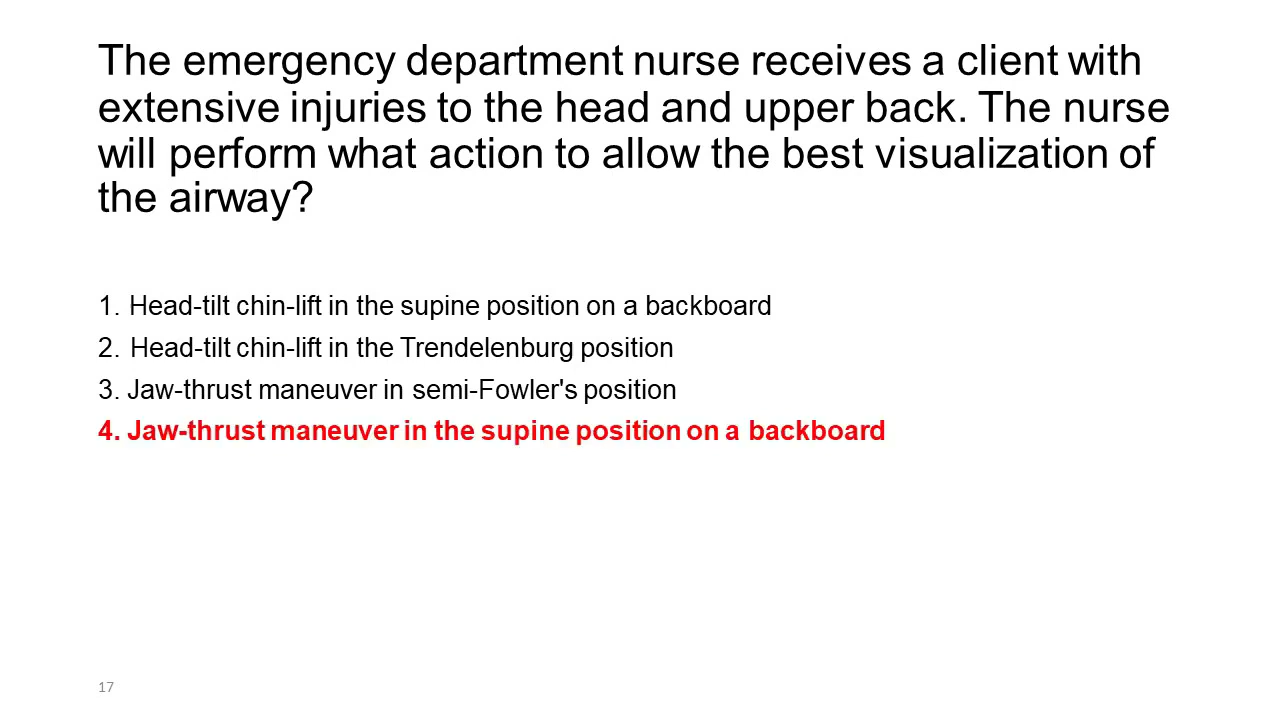 The emergency department nurse receives a client with
extensive injuries to the head and upper back. The nurse
will perform what action to allow the best visualization of
the airway?
1. Head-tilt chin-lift in the supine position on a backboard
2. Head-tilt chin-lift in the Trendelenburg position
3. Jaw-thrust maneuver in semi-Fowler's position
4. Jaw-thrust maneuver in the supine position on a backboard
17